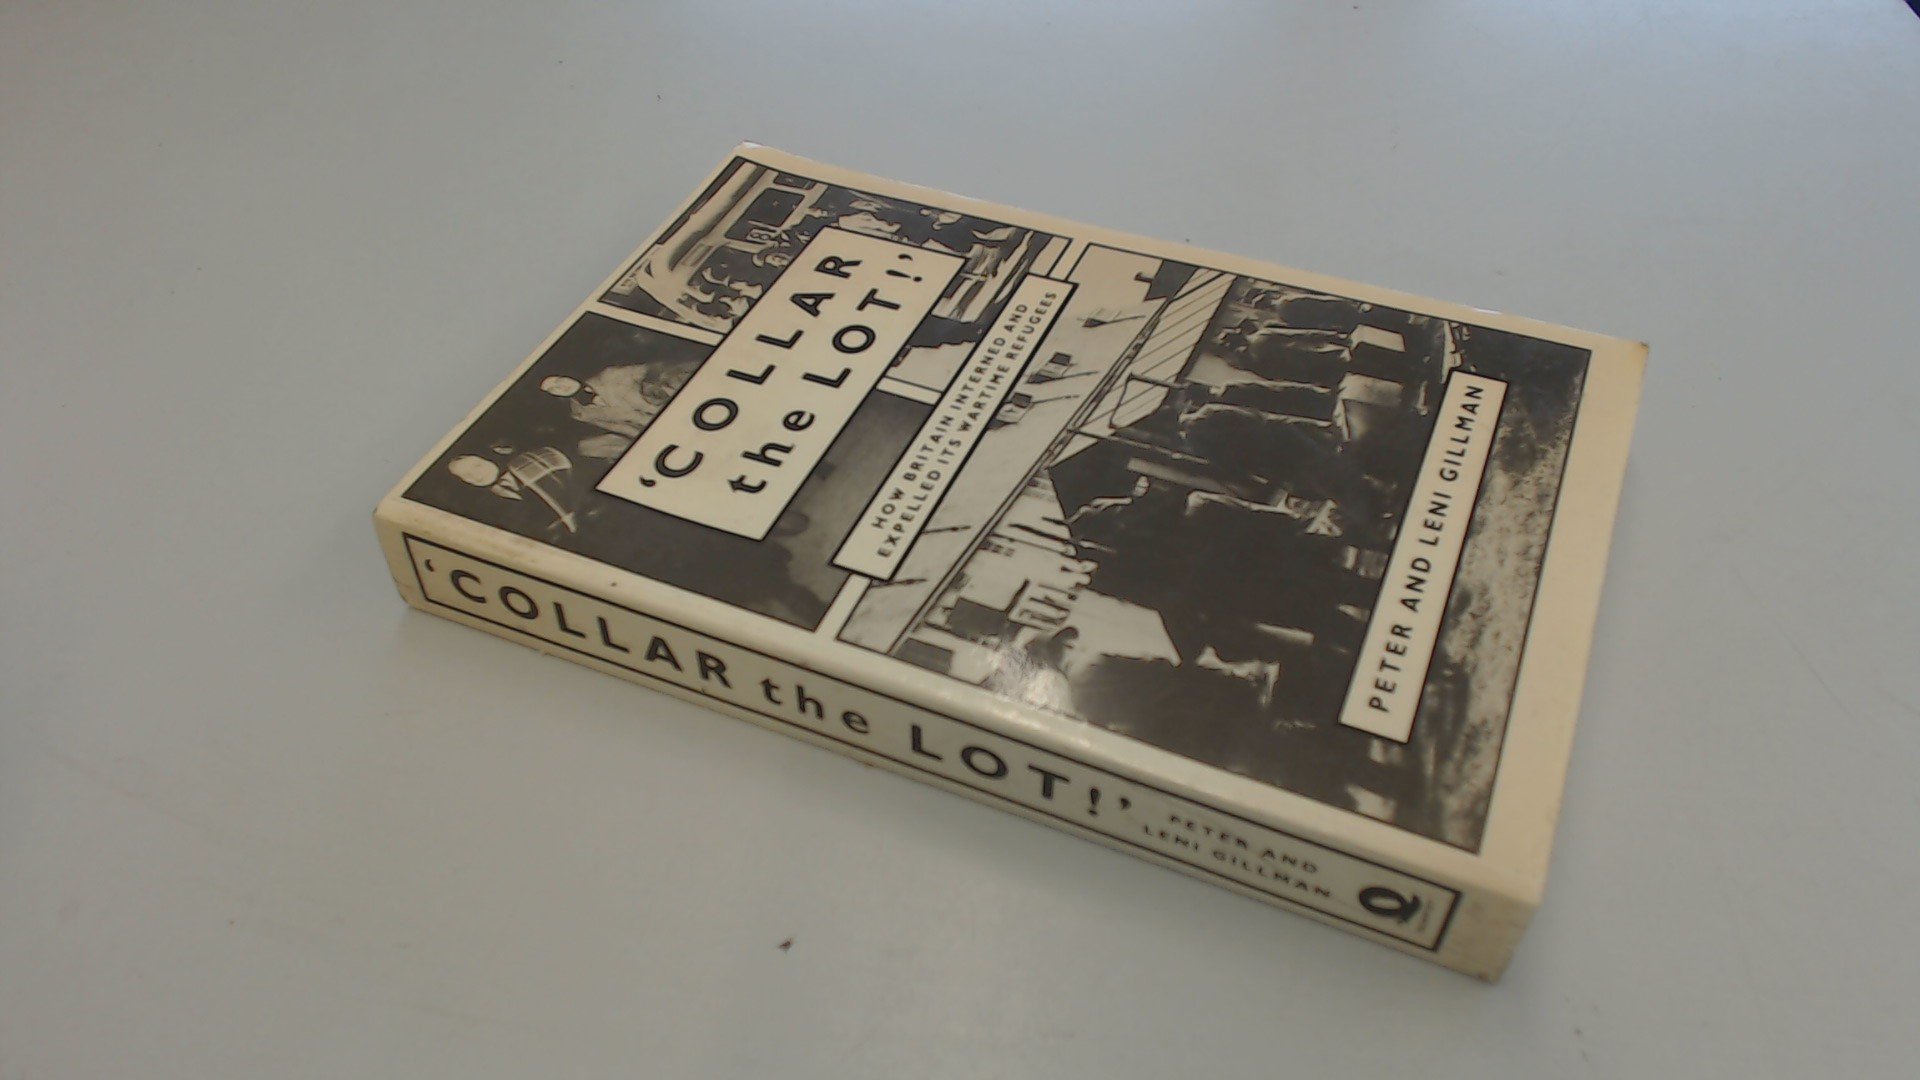 ‘COLLAR
the LOT!’
HOW BRITAIN INTERNED AND
EXPELLED ITS WARTIME REFUGEES
PETER AND LENI GILLMAN
‘COLLAR the LOT!’
PETER AND
LENI GILLMAN
Q